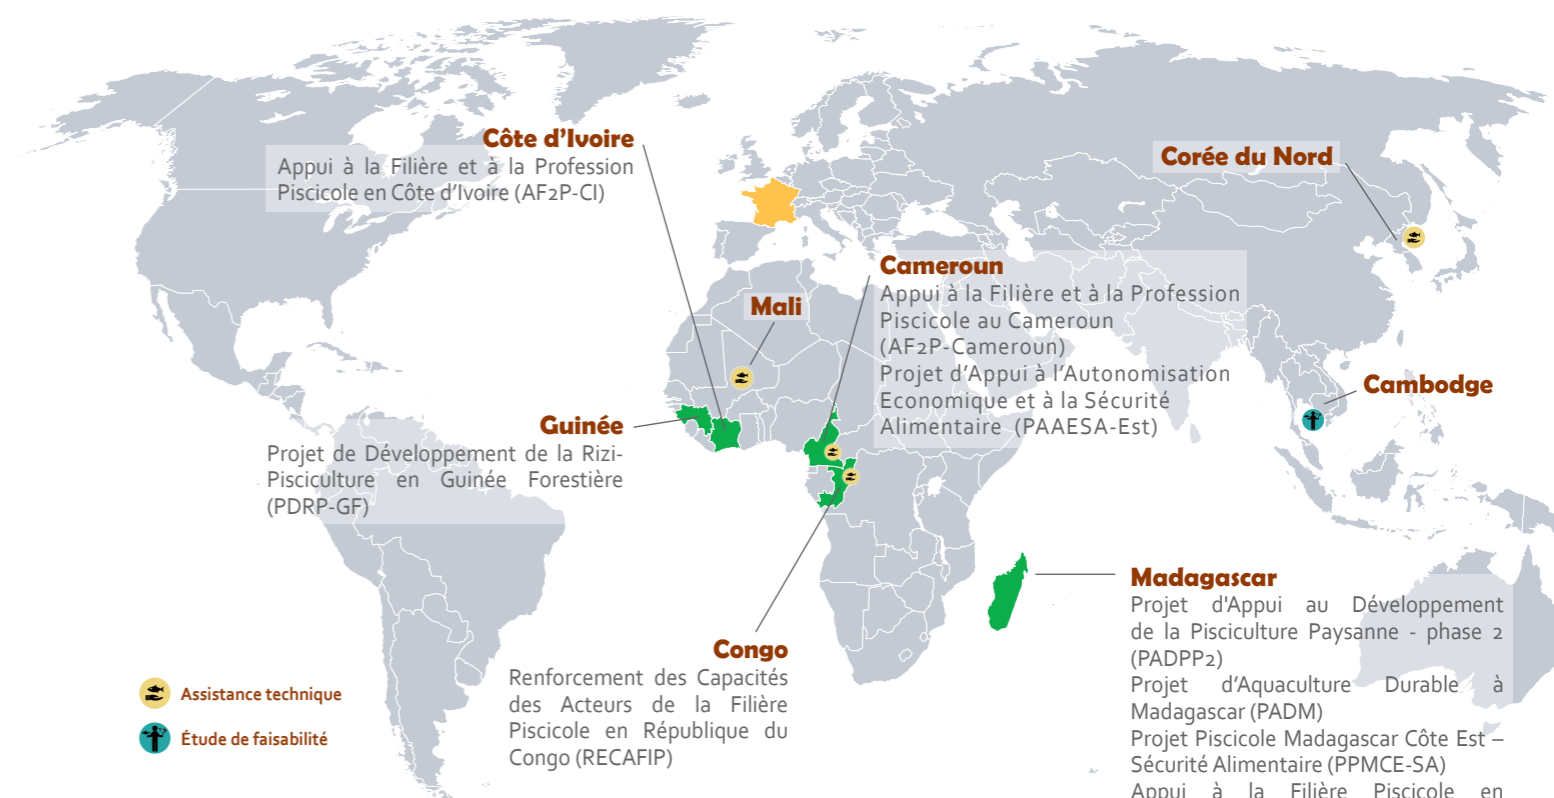 Côte d'Ivoire
Appui à la Filière et à la Profession
Piscicole en Côte d'Ivoire (AF2P-CI)
Corée du Nord
Cameroun
Appui à la Filière et à la Profession
Piscicole au Cameroun
(AF2P-Cameroun)
Projet d'Appui à l'Autonomisation
Economique et à la Sécurité
Alimentaire (PAAESA-Est)
Mali
Cambodge
Guinée
Projet de Développement de la Rizi-
Pisciculture en Guinée Forestière
(PDRP-GF)
Madagascar
Projet d'Appui au Développement
de la Pisciculture Paysanne - phase 2
(PADPP2)
Projet d'Aquaculture Durable à
Madagascar (PADM)
Projet Piscicole Madagascar Côte Est –
Sécurité Alimentaire (PPMCE-SA)
Appui à la Filière Piscicole en
Congo
Renforcement des Capacités
des Acteurs de la Filière
Piscicole en République du
Congo (RECAFIP)
Assistance technique
Étude de faisabilité